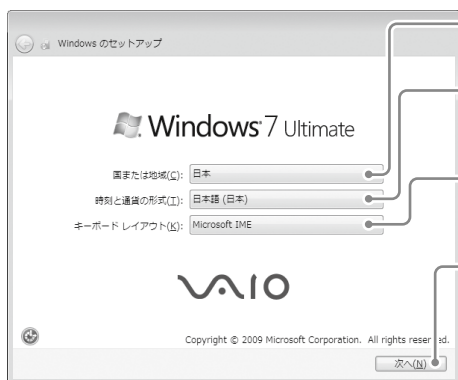 Windows のセットアップ
Windows 7 Ultimate
国または地域(C): 日本
時刻と通貨の形式(T): 日本語 (日本)
キーボード レイアウト(K): Microsoft IME
VAIO
Copyright © 2009 Microsoft Corporation. All rights reserved.
次へ(N)